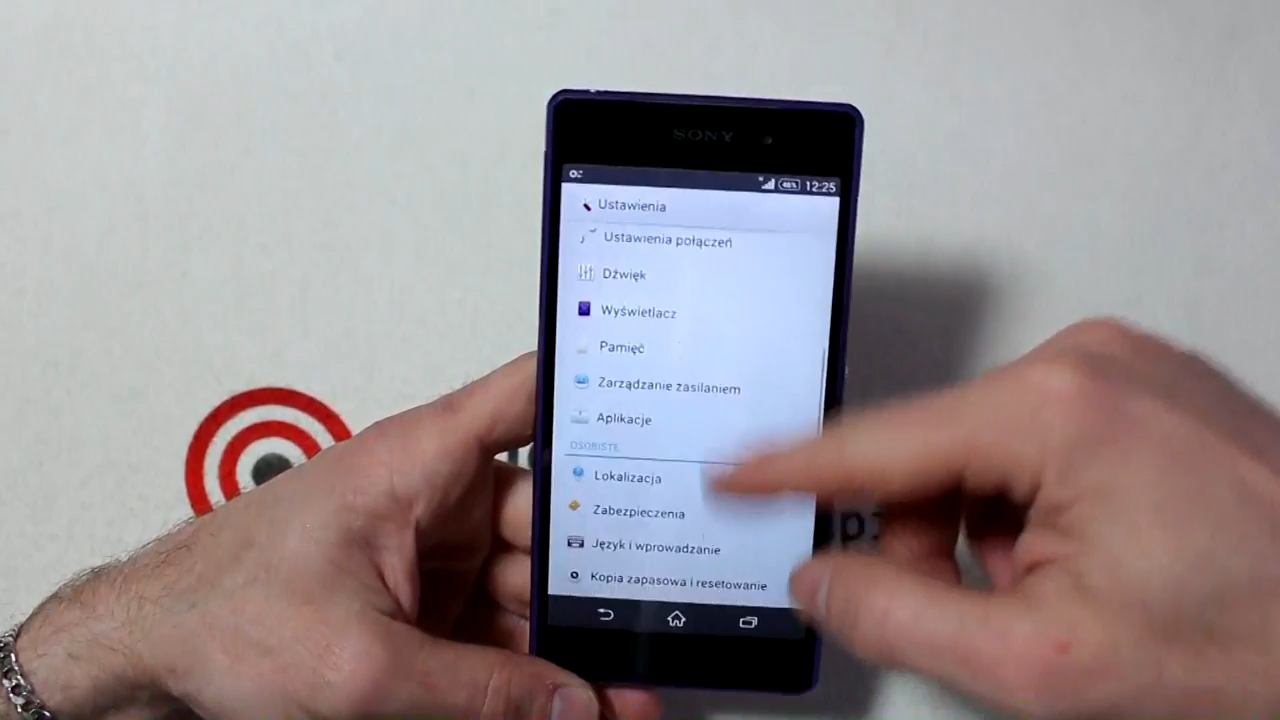 SONY
46% 12:25
Ustawienia
Ustawienia połączeń
Dźwięk
Wyświetlacz
Pamięć
Zarządzanie zasilaniem
Aplikacje
OSOBISTE
Lokalizacja
Zabezpieczenia
Język i wprowadzanie
Kopia zapasowa i resetowanie